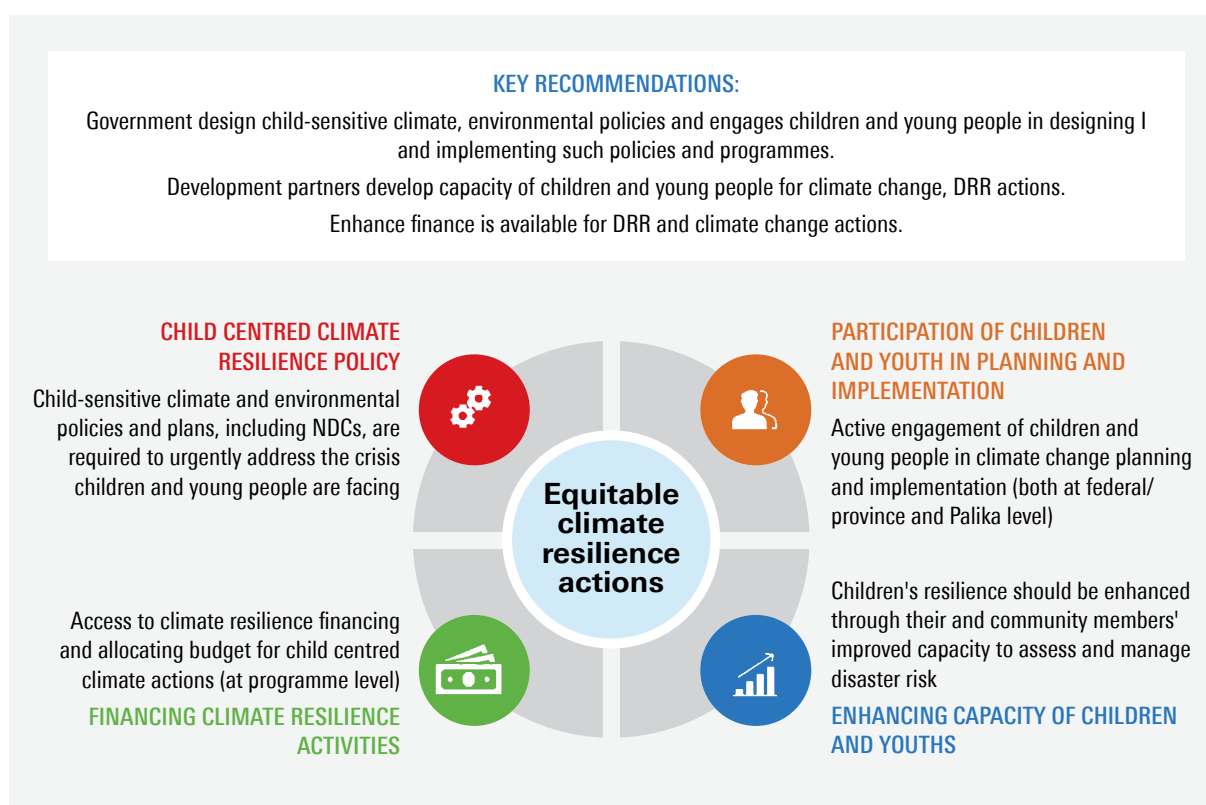 KEY RECOMMENDATIONS:
Government design child-sensitive climate, environmental policies and engages children and young people in designing I
and implementing such policies and programmes.
Development partners develop capacity of children and young people for climate change, DRR actions.
Enhance finance is available for DRR and climate change actions.
CHILD CENTRED CLIMATE
RESILIENCE POLICY
Child-sensitive climate and environmental
policies and plans, including NDCs, are
required to urgently address the crisis
children and young people are facing
PARTICIPATION OF CHILDREN
AND YOUTH IN PLANNING AND
IMPLEMENTATION
Active engagement of children and
young people in climate change planning
and implementation (both at federal/
province and Palika level)
Equitable
climate
resilience
actions
Access to climate resilience financing
and allocating budget for child centred
climate actions (at programme level)
FINANCING CLIMATE RESILIENCE
ACTIVITIES
Children's resilience should be enhanced
through their and community members'
improved capacity to assess and manage
disaster risk
ENHANCING CAPACITY OF CHILDREN
AND YOUTHS